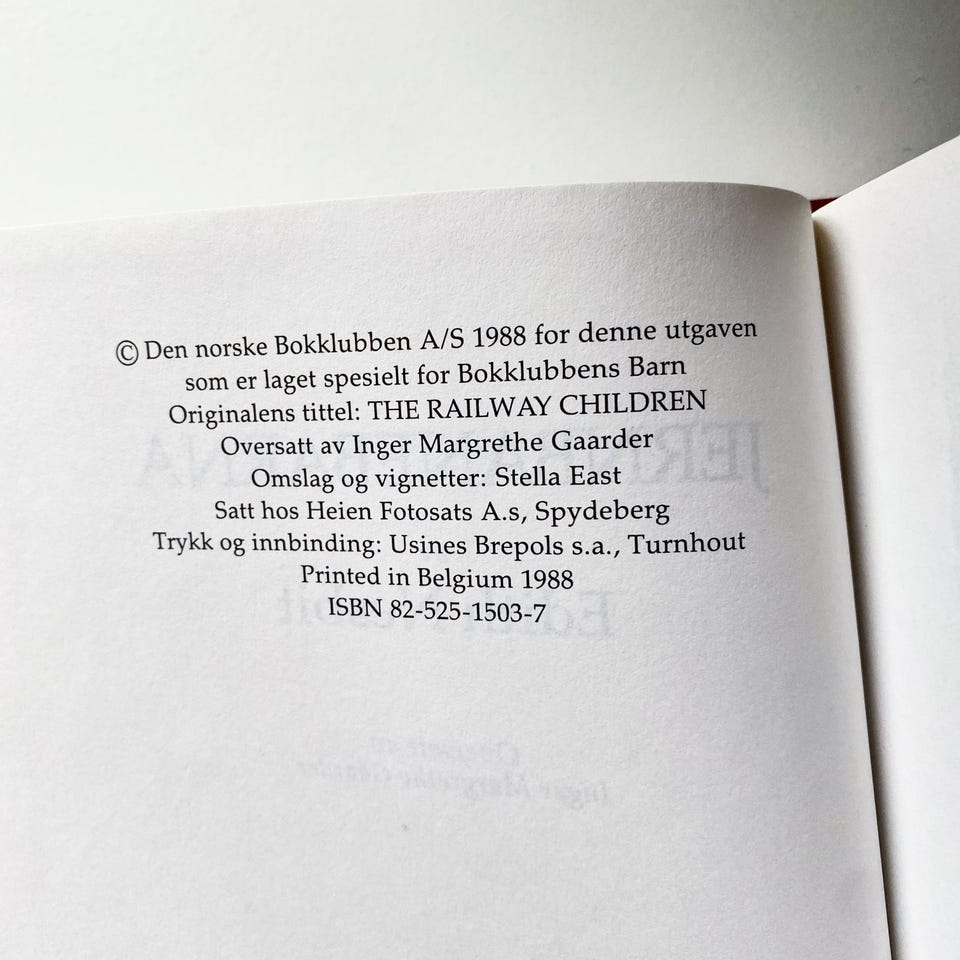 © Den norske Bokklubben A/S 1988 for denne utgaven
som er laget spesielt for Bokklubbens Barn
Originalens tittel: THE RAILWAY CHILDREN
Oversatt av Inger Margrethe Gaarder
Omslag og vignetter: Stella East
Satt hos Heien Fotosats A.s, Spydeberg
Trykk og innbinding: Usines Brepols s.a., Turnhout
Printed in Belgium 1988
ISBN 82-525-1503-7